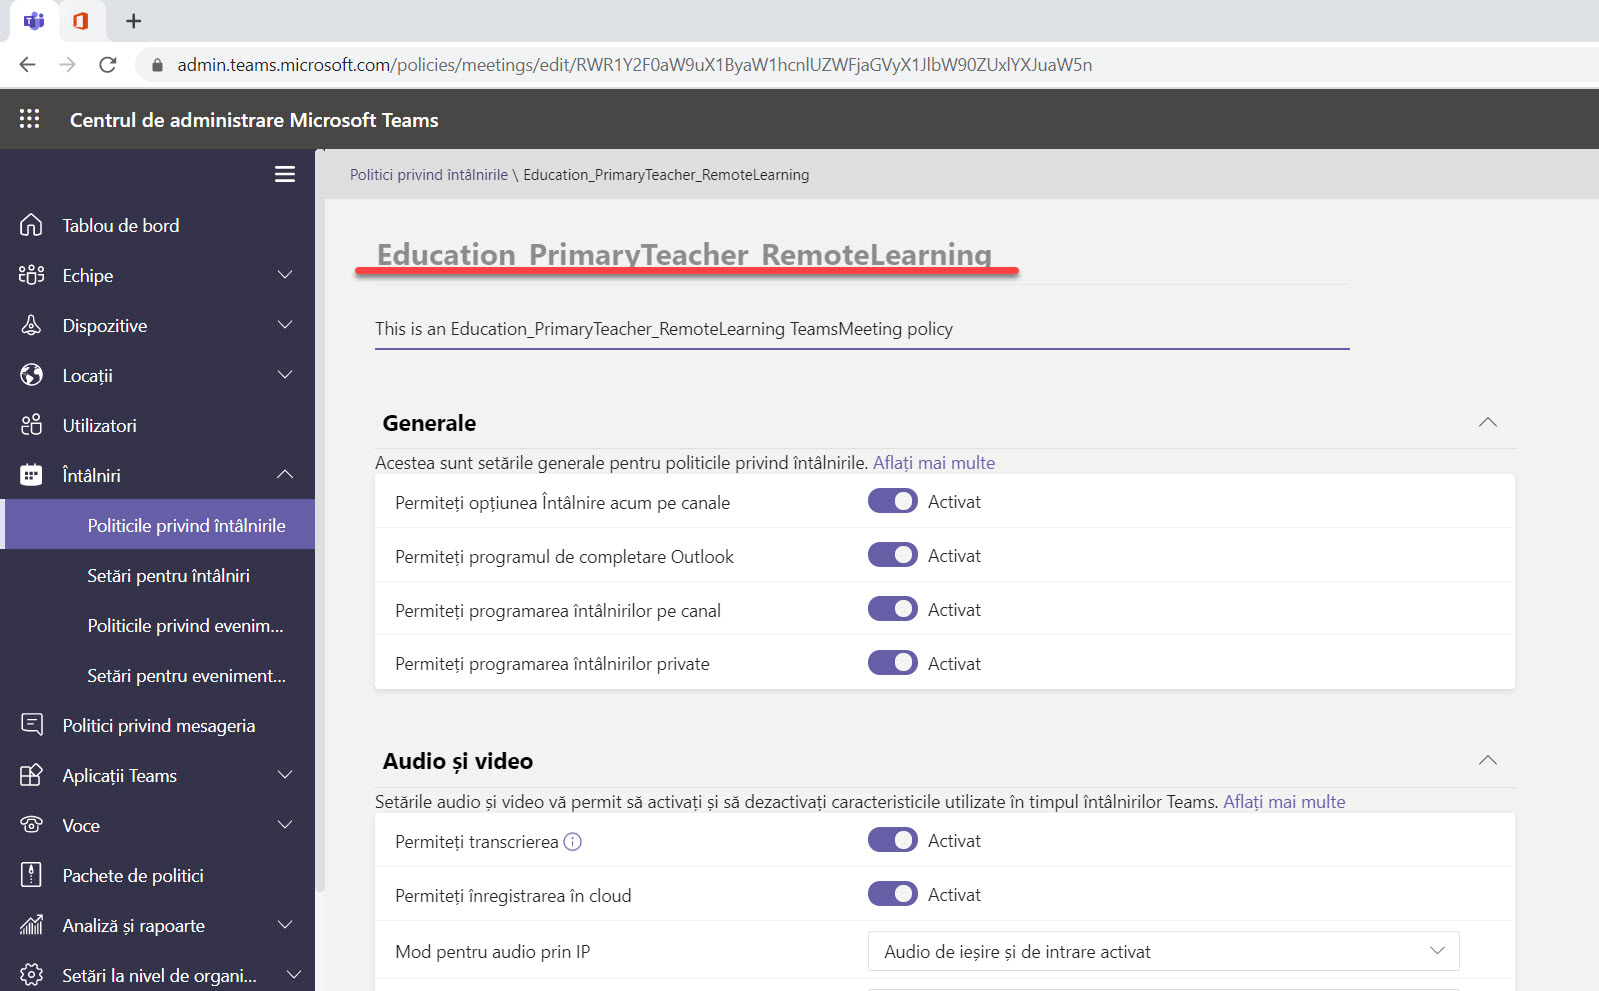 admin.teams.microsoft.com/policies/meetings/edit/RWR1Y2F0aW9uX1ByaW1hcnlUZWFjaGVyX1JlbW90ZUxlYXJuaW5n
Centrul de administrare Microsoft Teams
Politici privind întâlnirile \ Education_PrimaryTeacher_RemoteLearning
Tablou de bord
Echipe
Dispozitive
Locații
Utilizatori
Întâlniri
Politicile privind întâlnirile
Setări pentru întâlniri
Politicile privind evenim...
Setări pentru eveniment...
Politici privind mesageria
Aplicații Teams
Voce
Pachete de politici
Analiză și rapoarte
Setări la nivel de organi...
Education_PrimaryTeacher_RemoteLearning
This is an Education_PrimaryTeacher_RemoteLearning TeamsMeeting policy
Generale
Acestea sunt setările generale pentru politicile privind întâlnirile. Aflați mai multe
Permiteți opțiunea Întâlnire acum pe canale Activat
Permiteți programul de completare Outlook Activat
Permiteți programarea întâlnirilor pe canal Activat
Permiteți programarea întâlnirilor private Activat
Audio și video
Setările audio și video vă permit să activați și să dezactivați caracteristicile utilizate în timpul întâlnirilor Teams. Aflați mai multe
Permiteți transcrierea Activat
Permiteți înregistrarea în cloud Activat
Mod pentru audio prin IP Audio de ieșire și de intrare activat